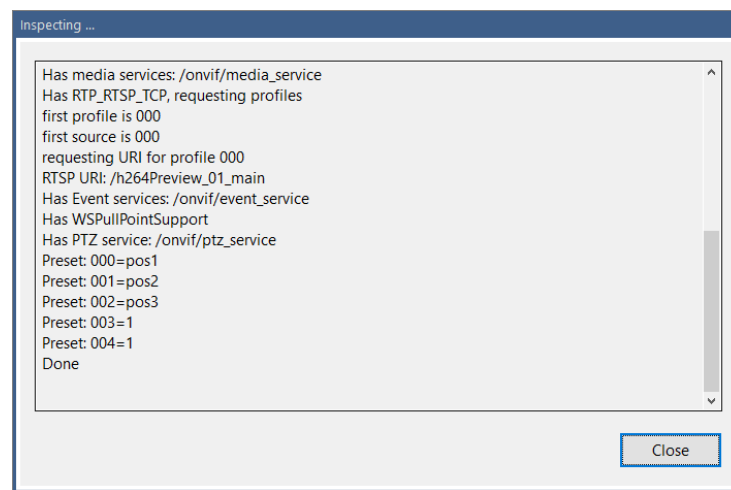 Inspecting ...
Has media services: /onvif/media_service
Has RTP_RTSP_TCP, requesting profiles
first profile is 000
first source is 000
requesting URI for profile 000
RTSP URI: /h264Preview_01_main
Has Event services: /onvif/event_service
Has WSPullPointSupport
Has PTZ service: /onvif/ptz_service
Preset: 000=pos1
Preset: 001=pos2
Preset: 002=pos3
Preset: 003=1
Preset: 004=1
Done
Close